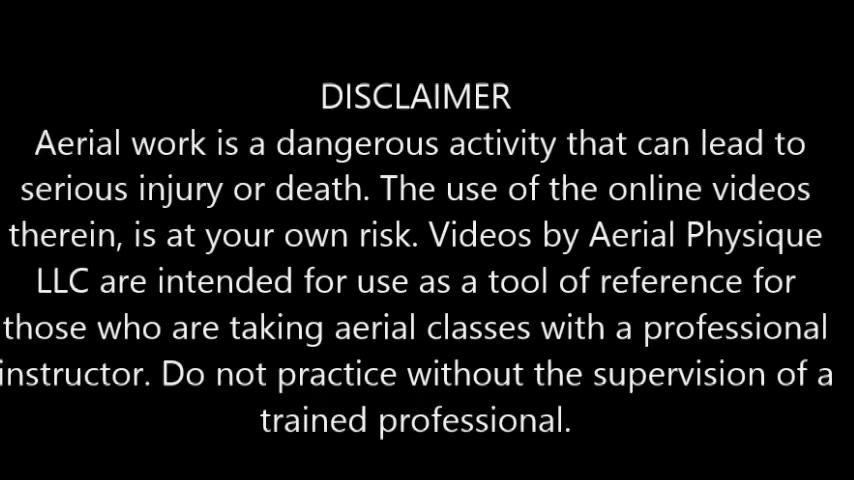 DISCLAIMER
Aerial work is a dangerous activity that can lead to
serious injury or death. The use of the online videos
therein, is at your own risk. Videos by Aerial Physique
LLC are intended for use as a tool of reference for
those who are taking aerial classes with a professional
instructor. Do not practice without the supervision of a
trained professional.